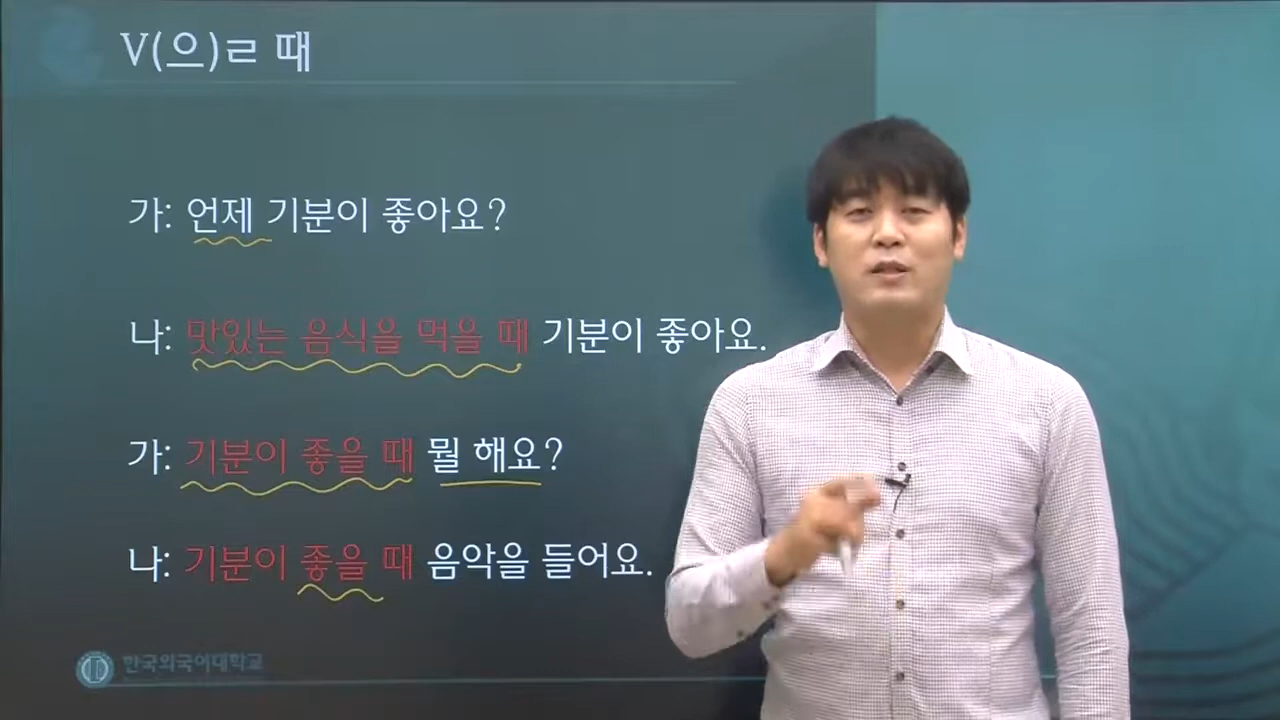 V(으)ㄹ 때
가: 언제 기분이 좋아요?
나: 맛있는 음식을 먹을 때 기분이 좋아요.
가: 기분이 좋을 때 뭘 해요?
나: 기분이 좋을 때 음악을 들어요.
한국외국어대학교